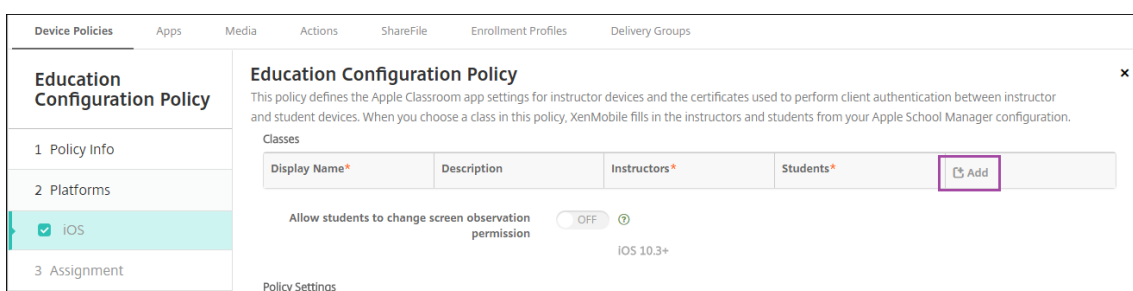 Device Policies Apps Media Actions ShareFile Enrollment Profiles Delivery Groups
Education
Configuration Policy
1 Policy Info
2 Platforms
iOS
3 Assignment
Education Configuration Policy
This policy defines the Apple Classroom app settings for instructor devices and the certificates used to perform client authentication between instructor
and student devices. When you choose a class in this policy, XenMobile fills in the instructors and students from your Apple School Manager configuration.
Classes
Display Name* Description Instructors* Students* Add
Allow students to change screen observation
permission
OFF
iOS 10.3+
Policy Settings